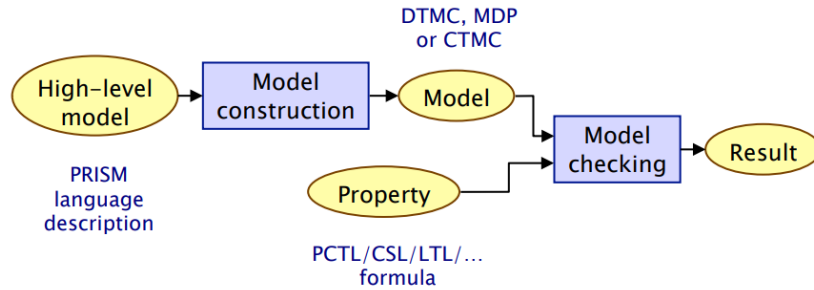 DTMC, MDP
or CTMC
High-level
model
Model
construction
Model
Model
checking
Result
PRISM
language
description
Property
PCTL/CSL/LTL/...
formula